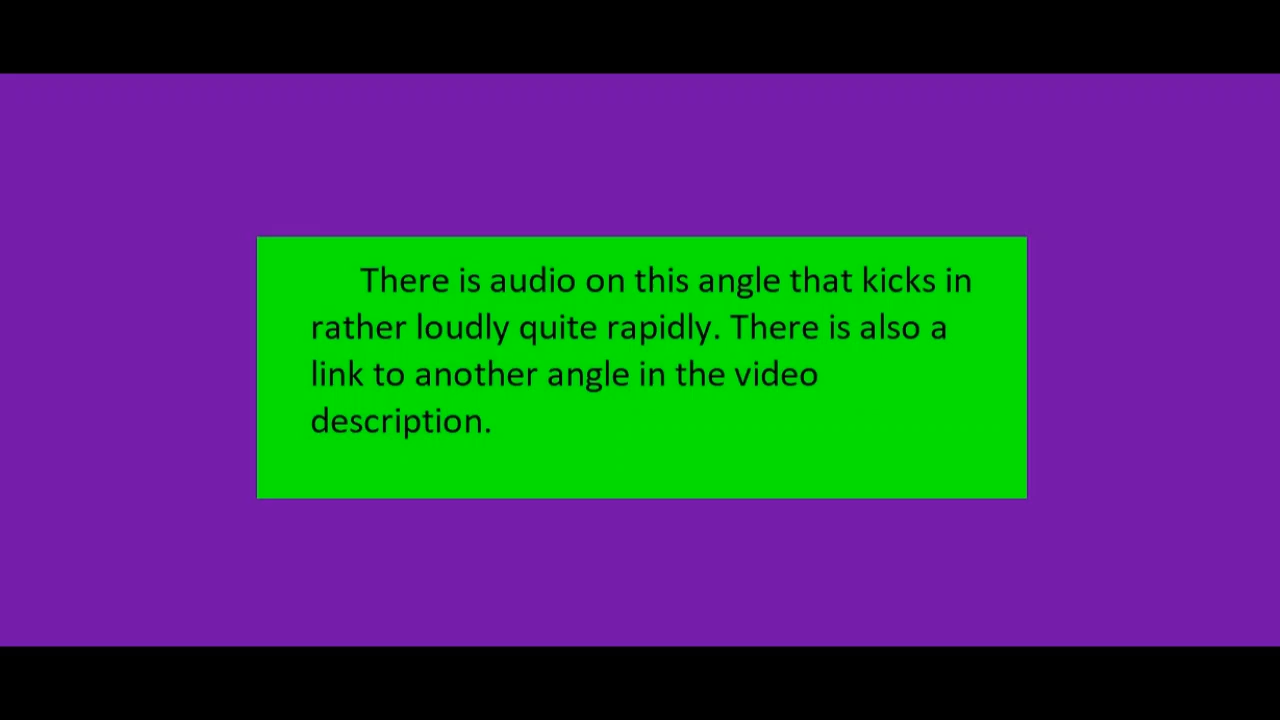 There is audio on this angle that kicks in
rather loudly quite rapidly. There is also a
link to another angle in the video
description.